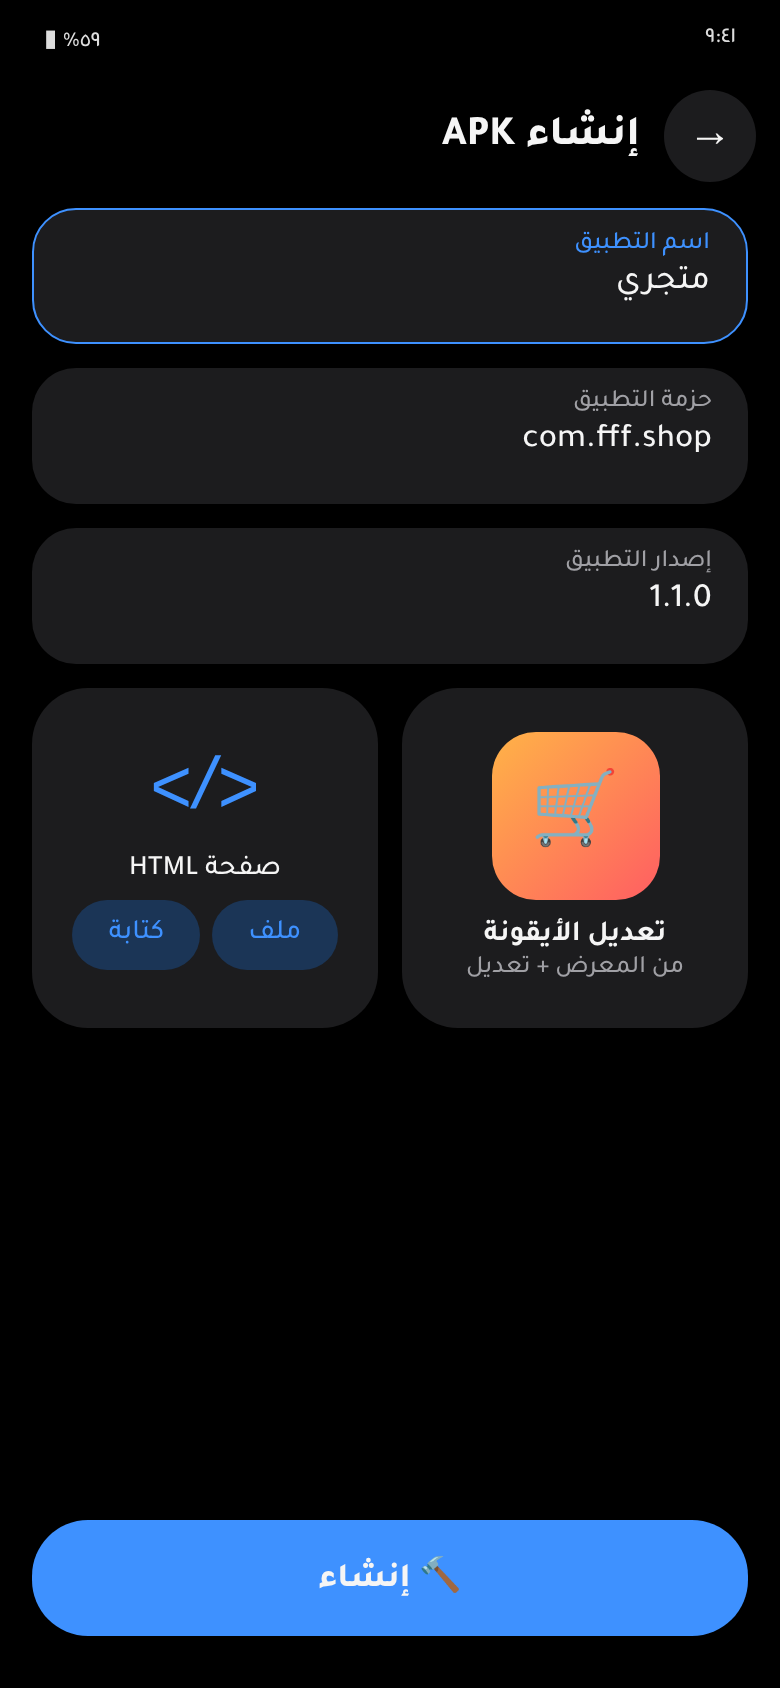 ٩:٤١
٥٩%
إنشاء APK
→
اسم التطبيق
متجري
حزمة التطبيق
com.fff.shop
إصدار التطبيق
1.1.0
تعديل الأيقونة
من المعرض + تعديل
</>
صفحة HTML
ملف
كتابة
🔨 إنشاء